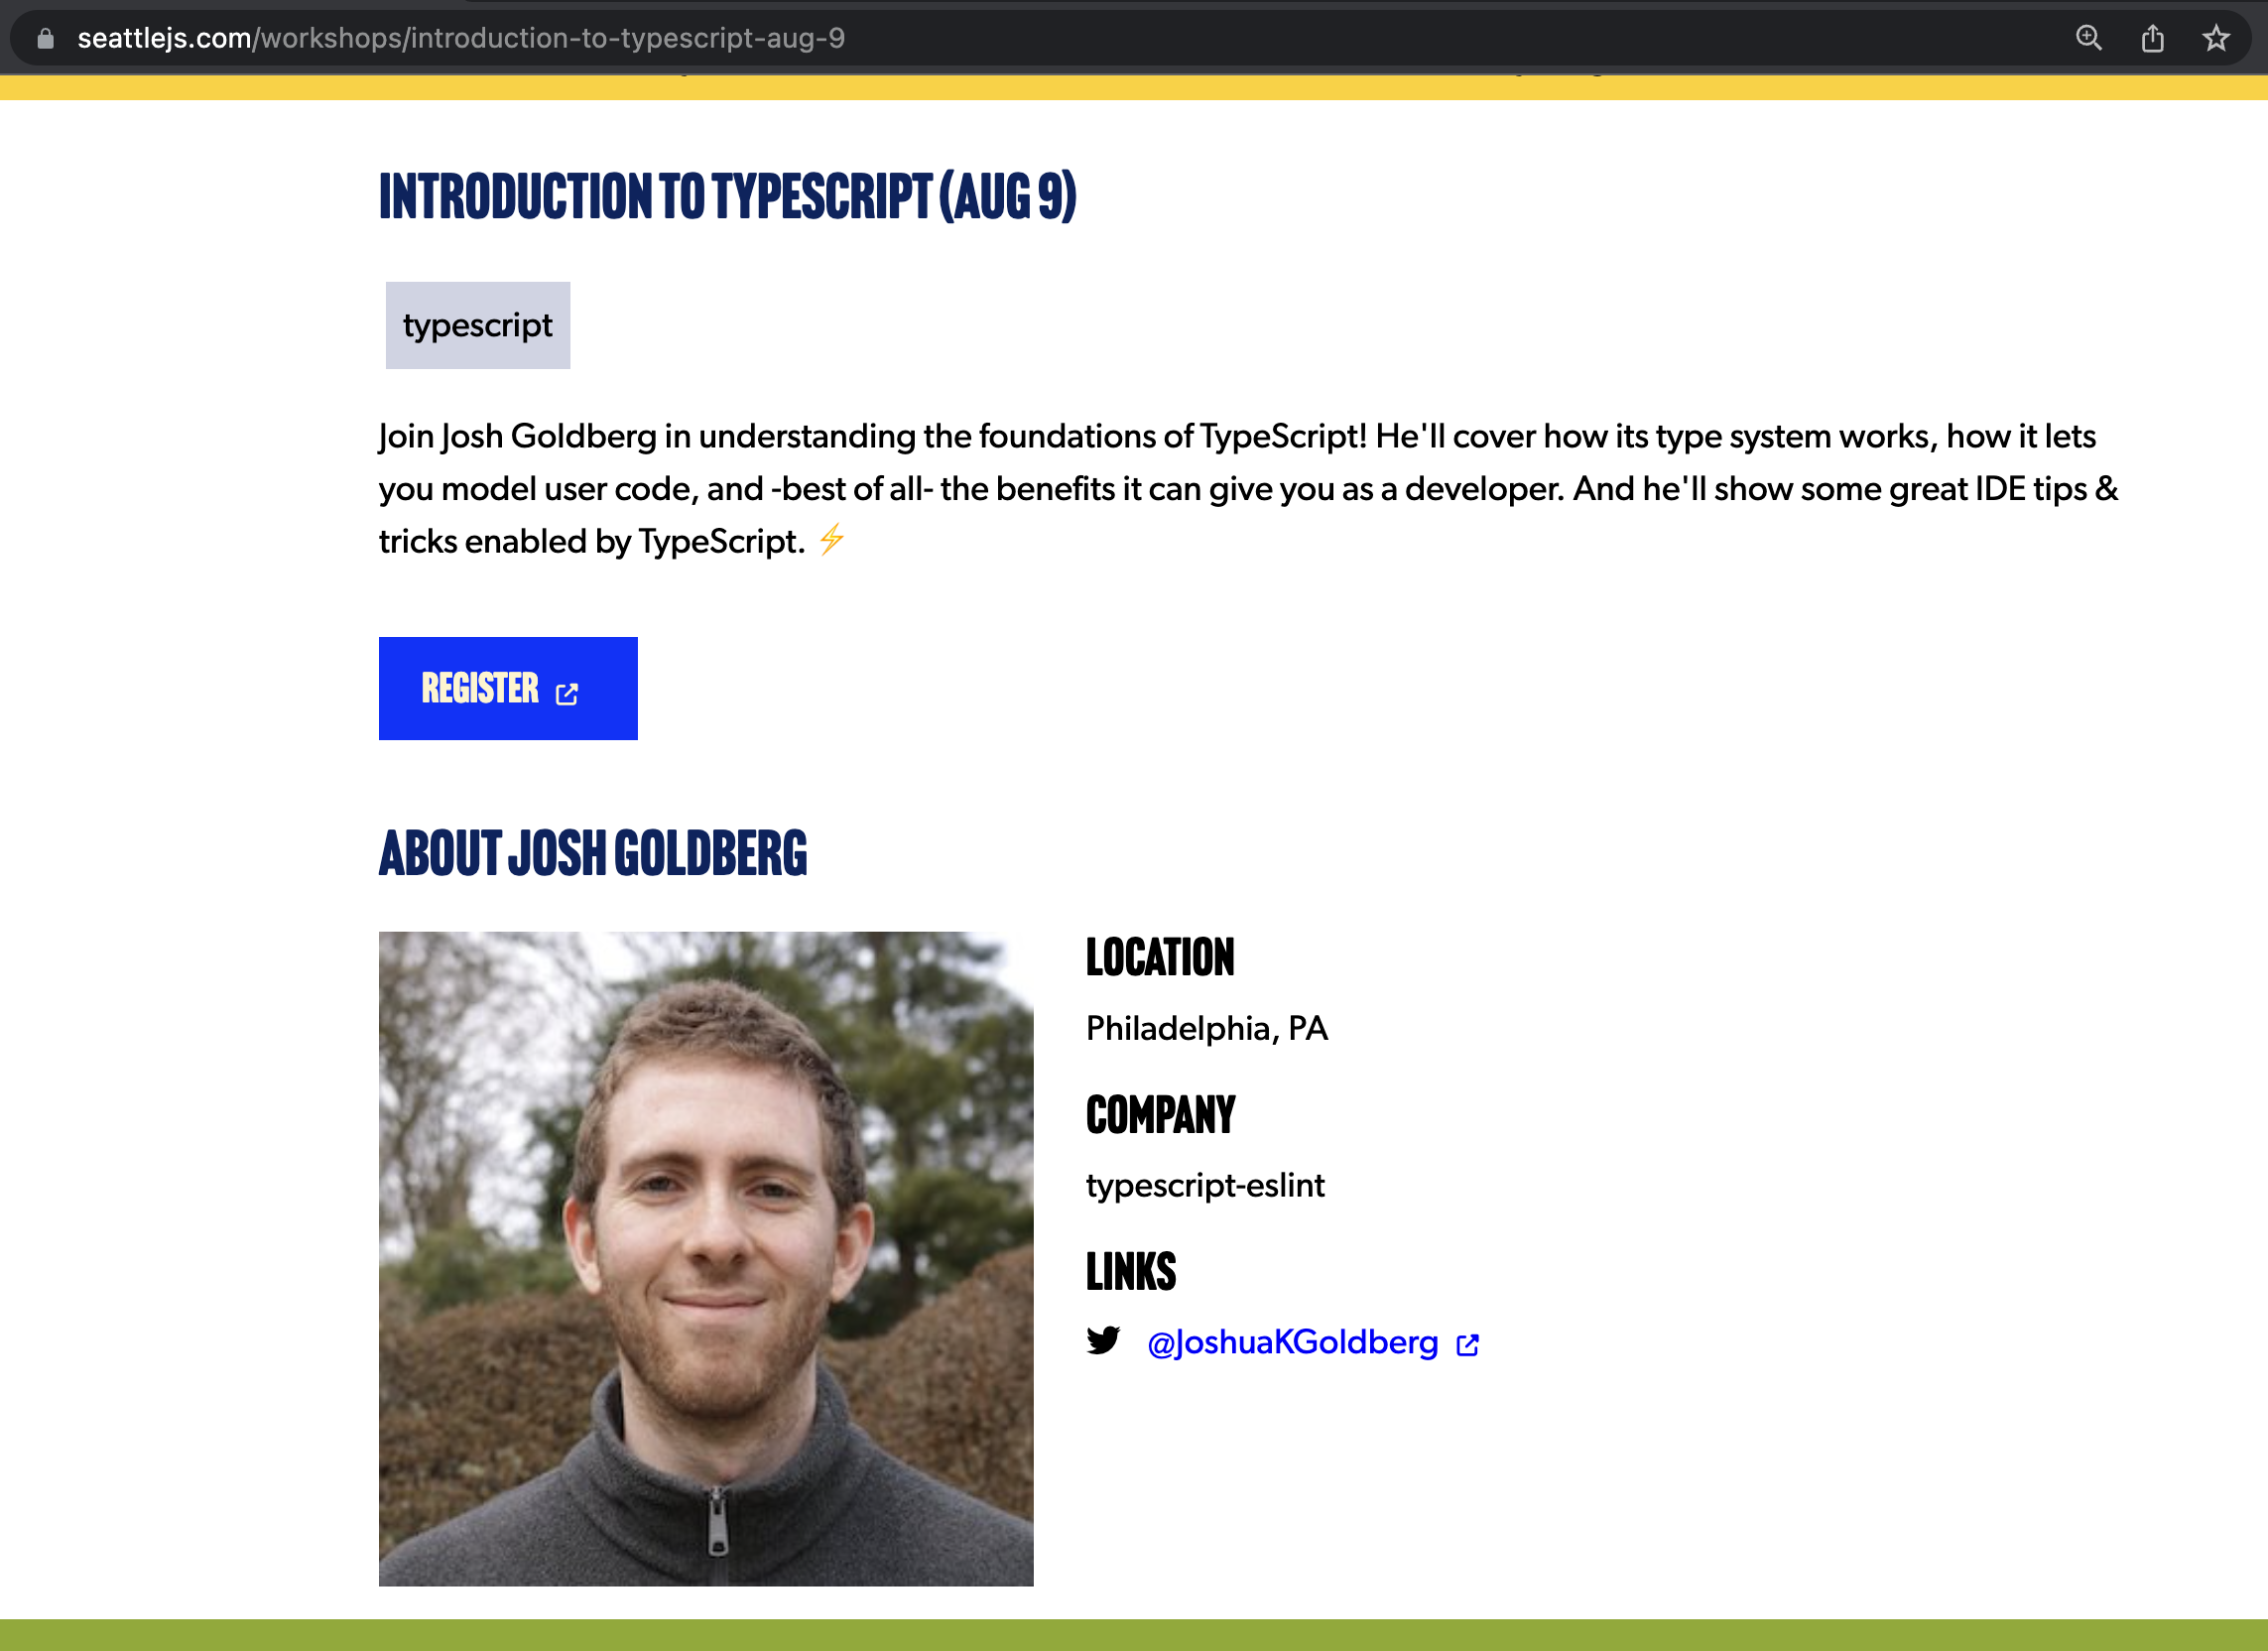 seattlejs.com/workshops/introduction-to-typescript-aug-9
INTRODUCTION TO TYPESCRIPT (AUG 9)
typescript
Join Josh Goldberg in understanding the foundations of TypeScript! He'll cover how its type system works, how it lets
you model user code, and -best of all- the benefits it can give you as a developer. And he'll show some great IDE tips &
tricks enabled by TypeScript. ⚡
REGISTER
ABOUT JOSH GOLDBERG
LOCATION
Philadelphia, PA
COMPANY
typescript-eslint
LINKS
@JoshuaKGoldberg